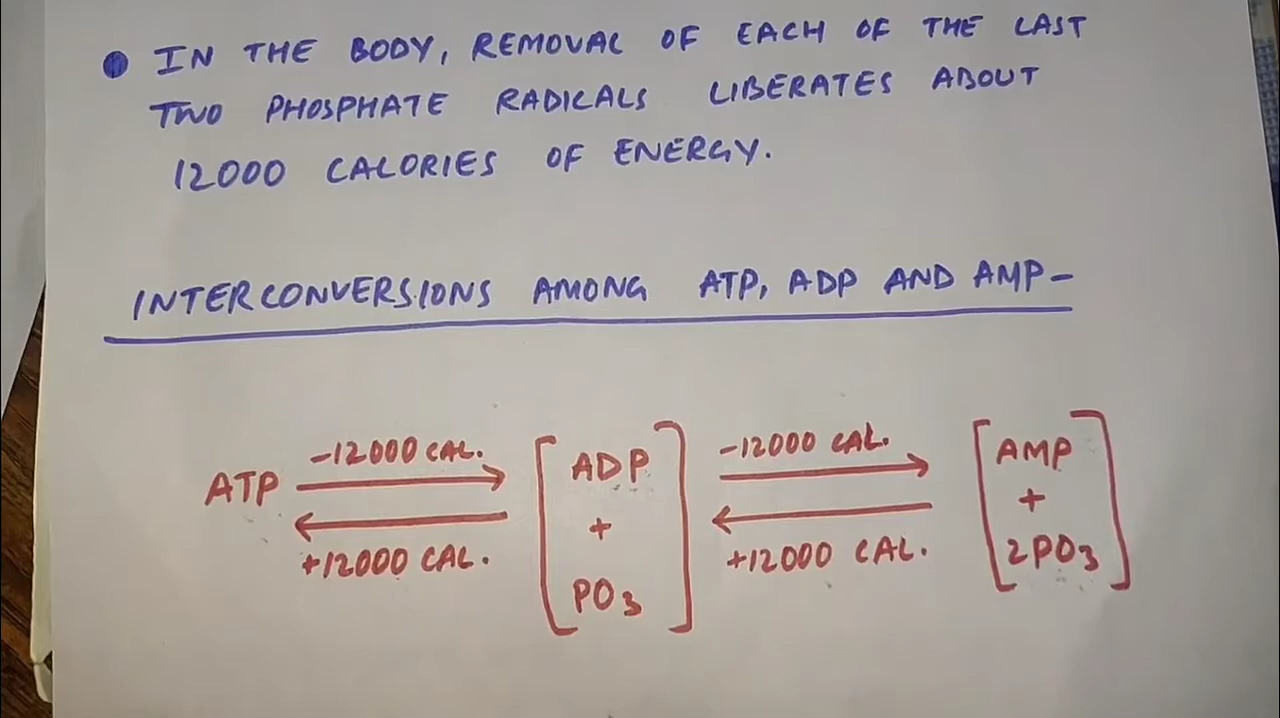 IN THE BODY, REMOVAL OF EACH OF THE LAST
TWO PHOSPHATE RADICALS LIBERATES ABOUT
12000 CALORIES OF ENERGY.
INTERCONVERSIONS AMONG ATP, ADP AND AMP-
ATP
-12000 CAL.
+12000 CAL.
ADP
+
PO3
-12000 CAL.
+12000 CAL.
AMP
+
2PO3